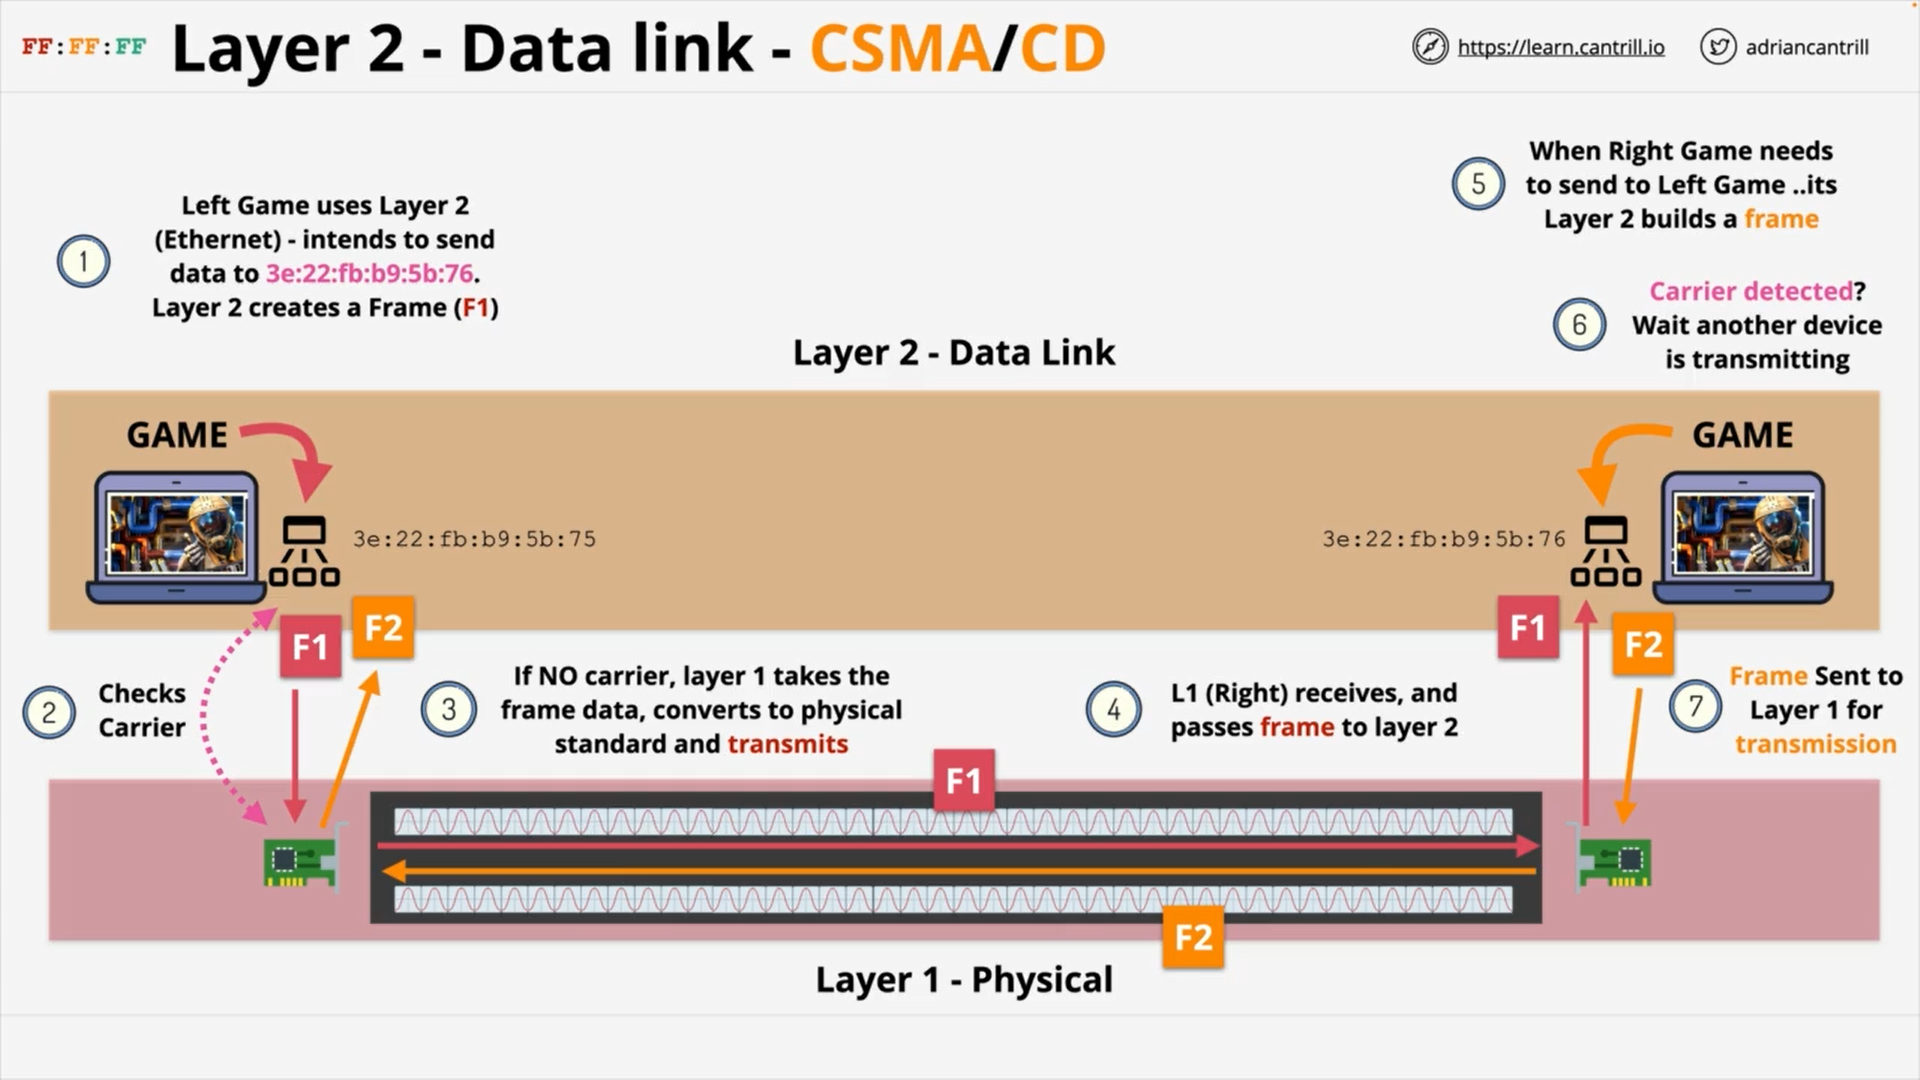 FF:FF:FF
Layer 2 - Data link - CSMA/CD
https://learn.cantrill.io
adriancantrill
1
Left Game uses Layer 2
(Ethernet) - intends to send
data to 3e:22:fb:b9:5b:76.
Layer 2 creates a Frame (F1)
5
When Right Game needs
to send to Left Game ..its
Layer 2 builds a frame
6
Carrier detected?
Wait another device
is transmitting
Layer 2 - Data Link
GAME
3e:22:fb:b9:5b:75
GAME
3e:22:fb:b9:5b:76
F1
F2
F1
F2
2
Checks
Carrier
3
If NO carrier, layer 1 takes the
frame data, converts to physical
standard and transmits
4
L1 (Right) receives, and
passes frame to layer 2
7
Frame Sent to
Layer 1 for
transmission
F1
F2
Layer 1 - Physical